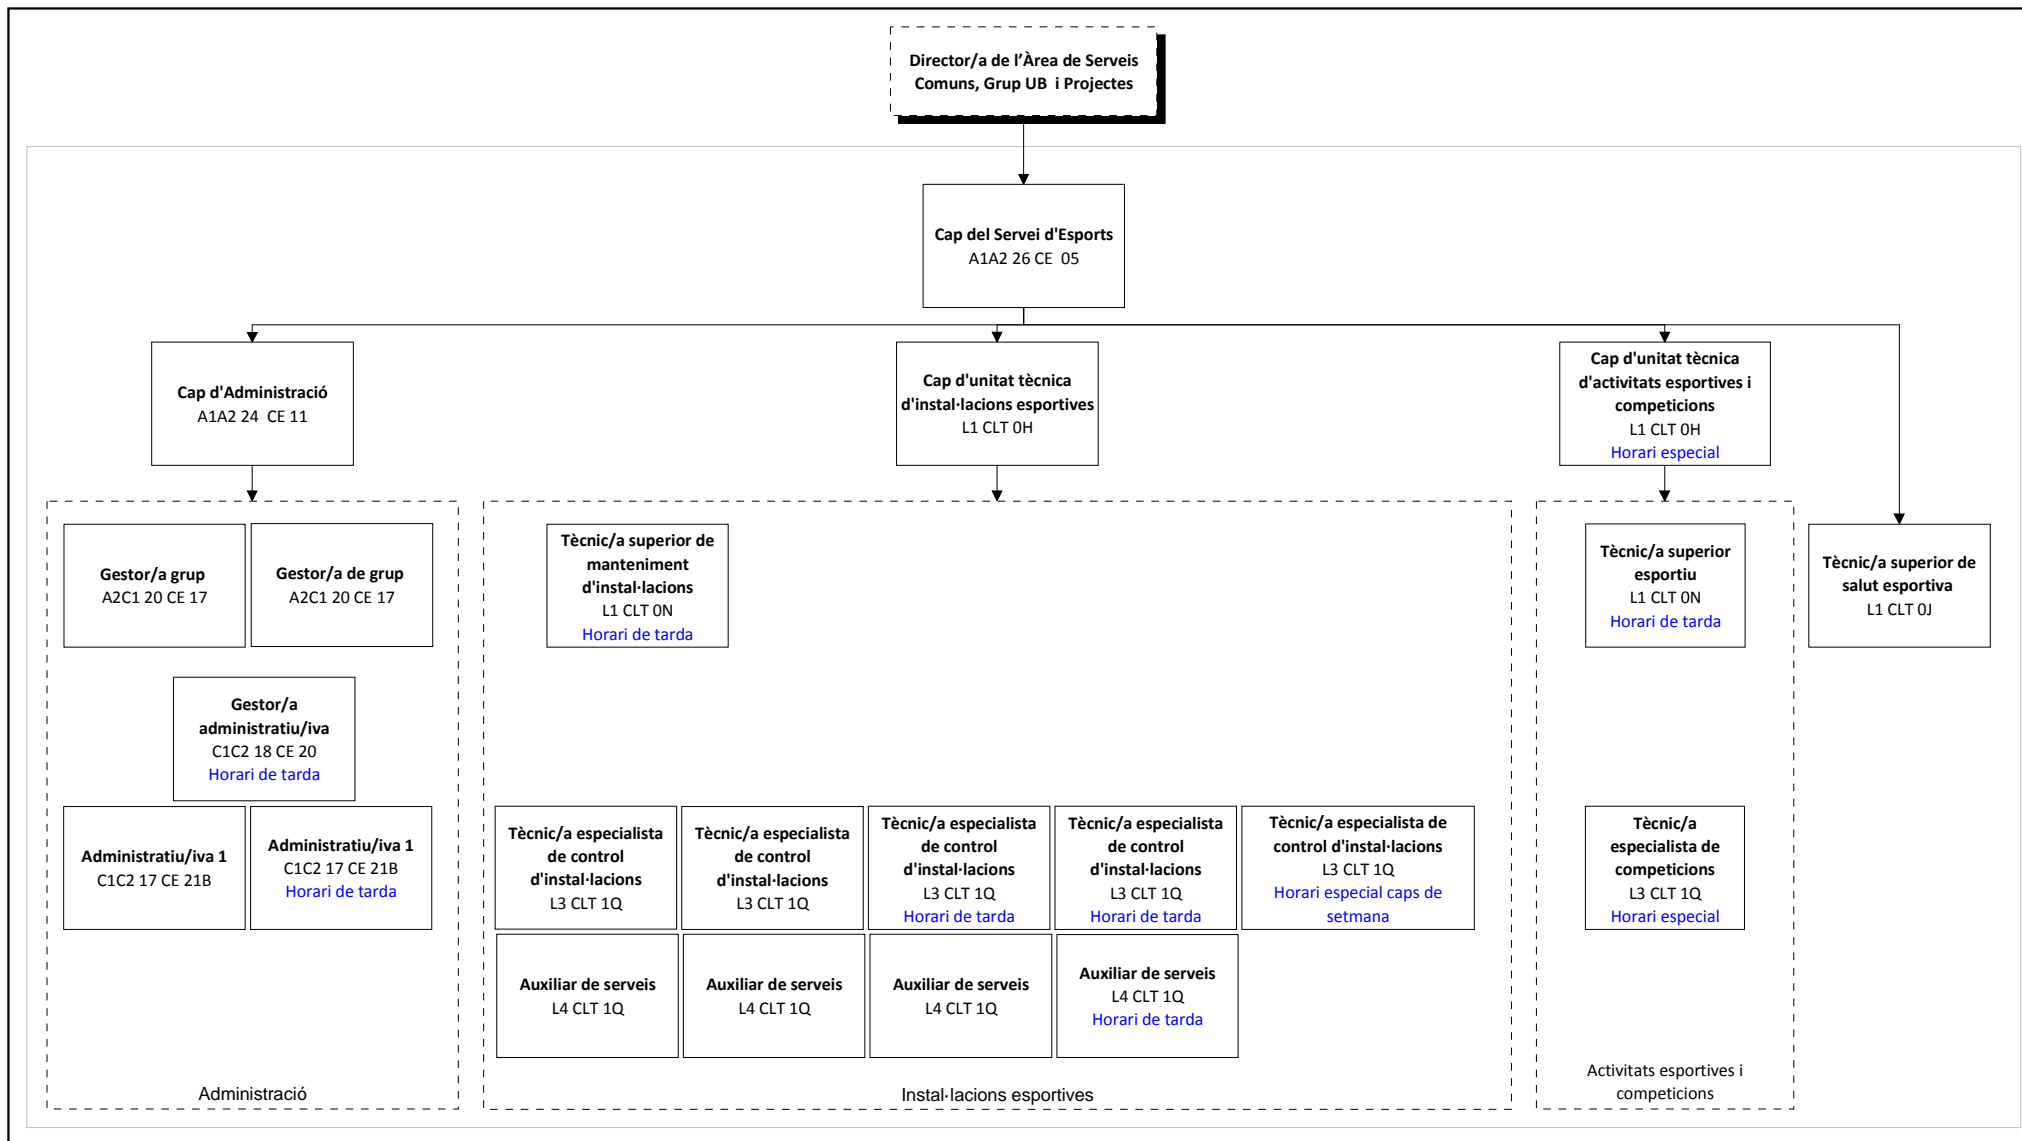 Director/a de l'Àrea de Serveis
Comuns, Grup UB i Projectes
Cap del Servei d'Esports
A1A2 26 CE 05
Cap d'Administració
A1A2 24 CE 11
Cap d'unitat tècnica
d'instal·lacions esportives
L1 CLT 0H
Cap d'unitat tècnica
d'activitats esportives i
competicions
L1 CLT 0H
Horari especial
Gestor/a grup
A2C1 20 CE 17
Gestor/a de grup
A2C1 20 CE 17
Gestor/a
administratiu/iva
C1C2 18 CE 20
Horari de tarda
Administratiu/iva 1
C1C2 17 CE 21B
Administratiu/iva 1
C1C2 17 CE 21B
Horari de tarda
Administració
Tècnic/a superior de
manteniment
d'instal·lacions
L1 CLT 0N
Horari de tarda
Tècnic/a especialista
de control
d'instal·lacions
L3 CLT 1Q
Tècnic/a especialista
de control
d'instal·lacions
L3 CLT 1Q
Tècnic/a especialista
de control
d'instal·lacions
L3 CLT 1Q
Horari de tarda
Tècnic/a especialista
de control
d'instal·lacions
L3 CLT 1Q
Horari de tarda
Tècnic/a especialista de
control d'instal·lacions
L3 CLT 1Q
Horari especial caps de
setmana
Auxiliar de serveis
L4 CLT 1Q
Auxiliar de serveis
L4 CLT 1Q
Auxiliar de serveis
L4 CLT 1Q
Auxiliar de serveis
L4 CLT 1Q
Horari de tarda
Instal·lacions esportives
Tècnic/a superior
esportiu
L1 CLT 0N
Horari de tarda
Tècnic/a
especialista de
competicions
L3 CLT 1Q
Horari especial
Activitats esportives i
competicions
Tècnic/a superior de
salut esportiva
L1 CLT 0J